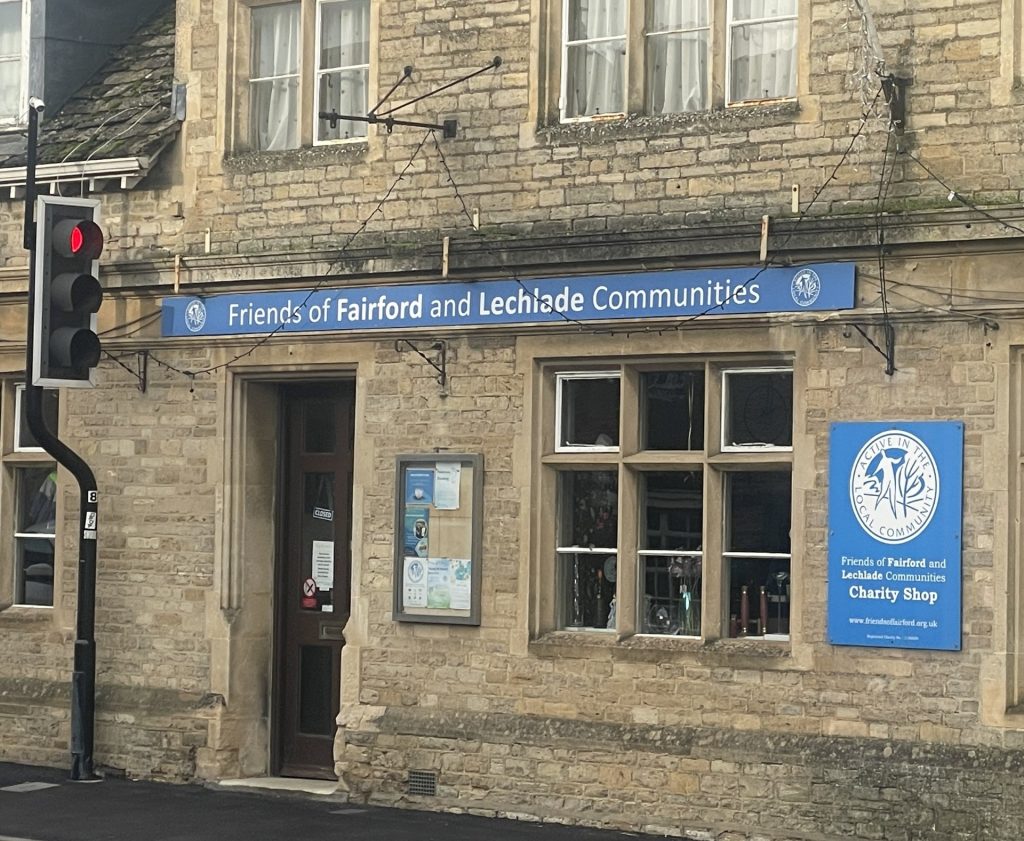 Friends of Fairford and Lechlade Communities
CLOSED
8
ACTIVE IN THE
LOCAL COMMUNITY
Friends of Fairford and
Lechlade Communities
Charity Shop
www.friendsoffairford.org.uk